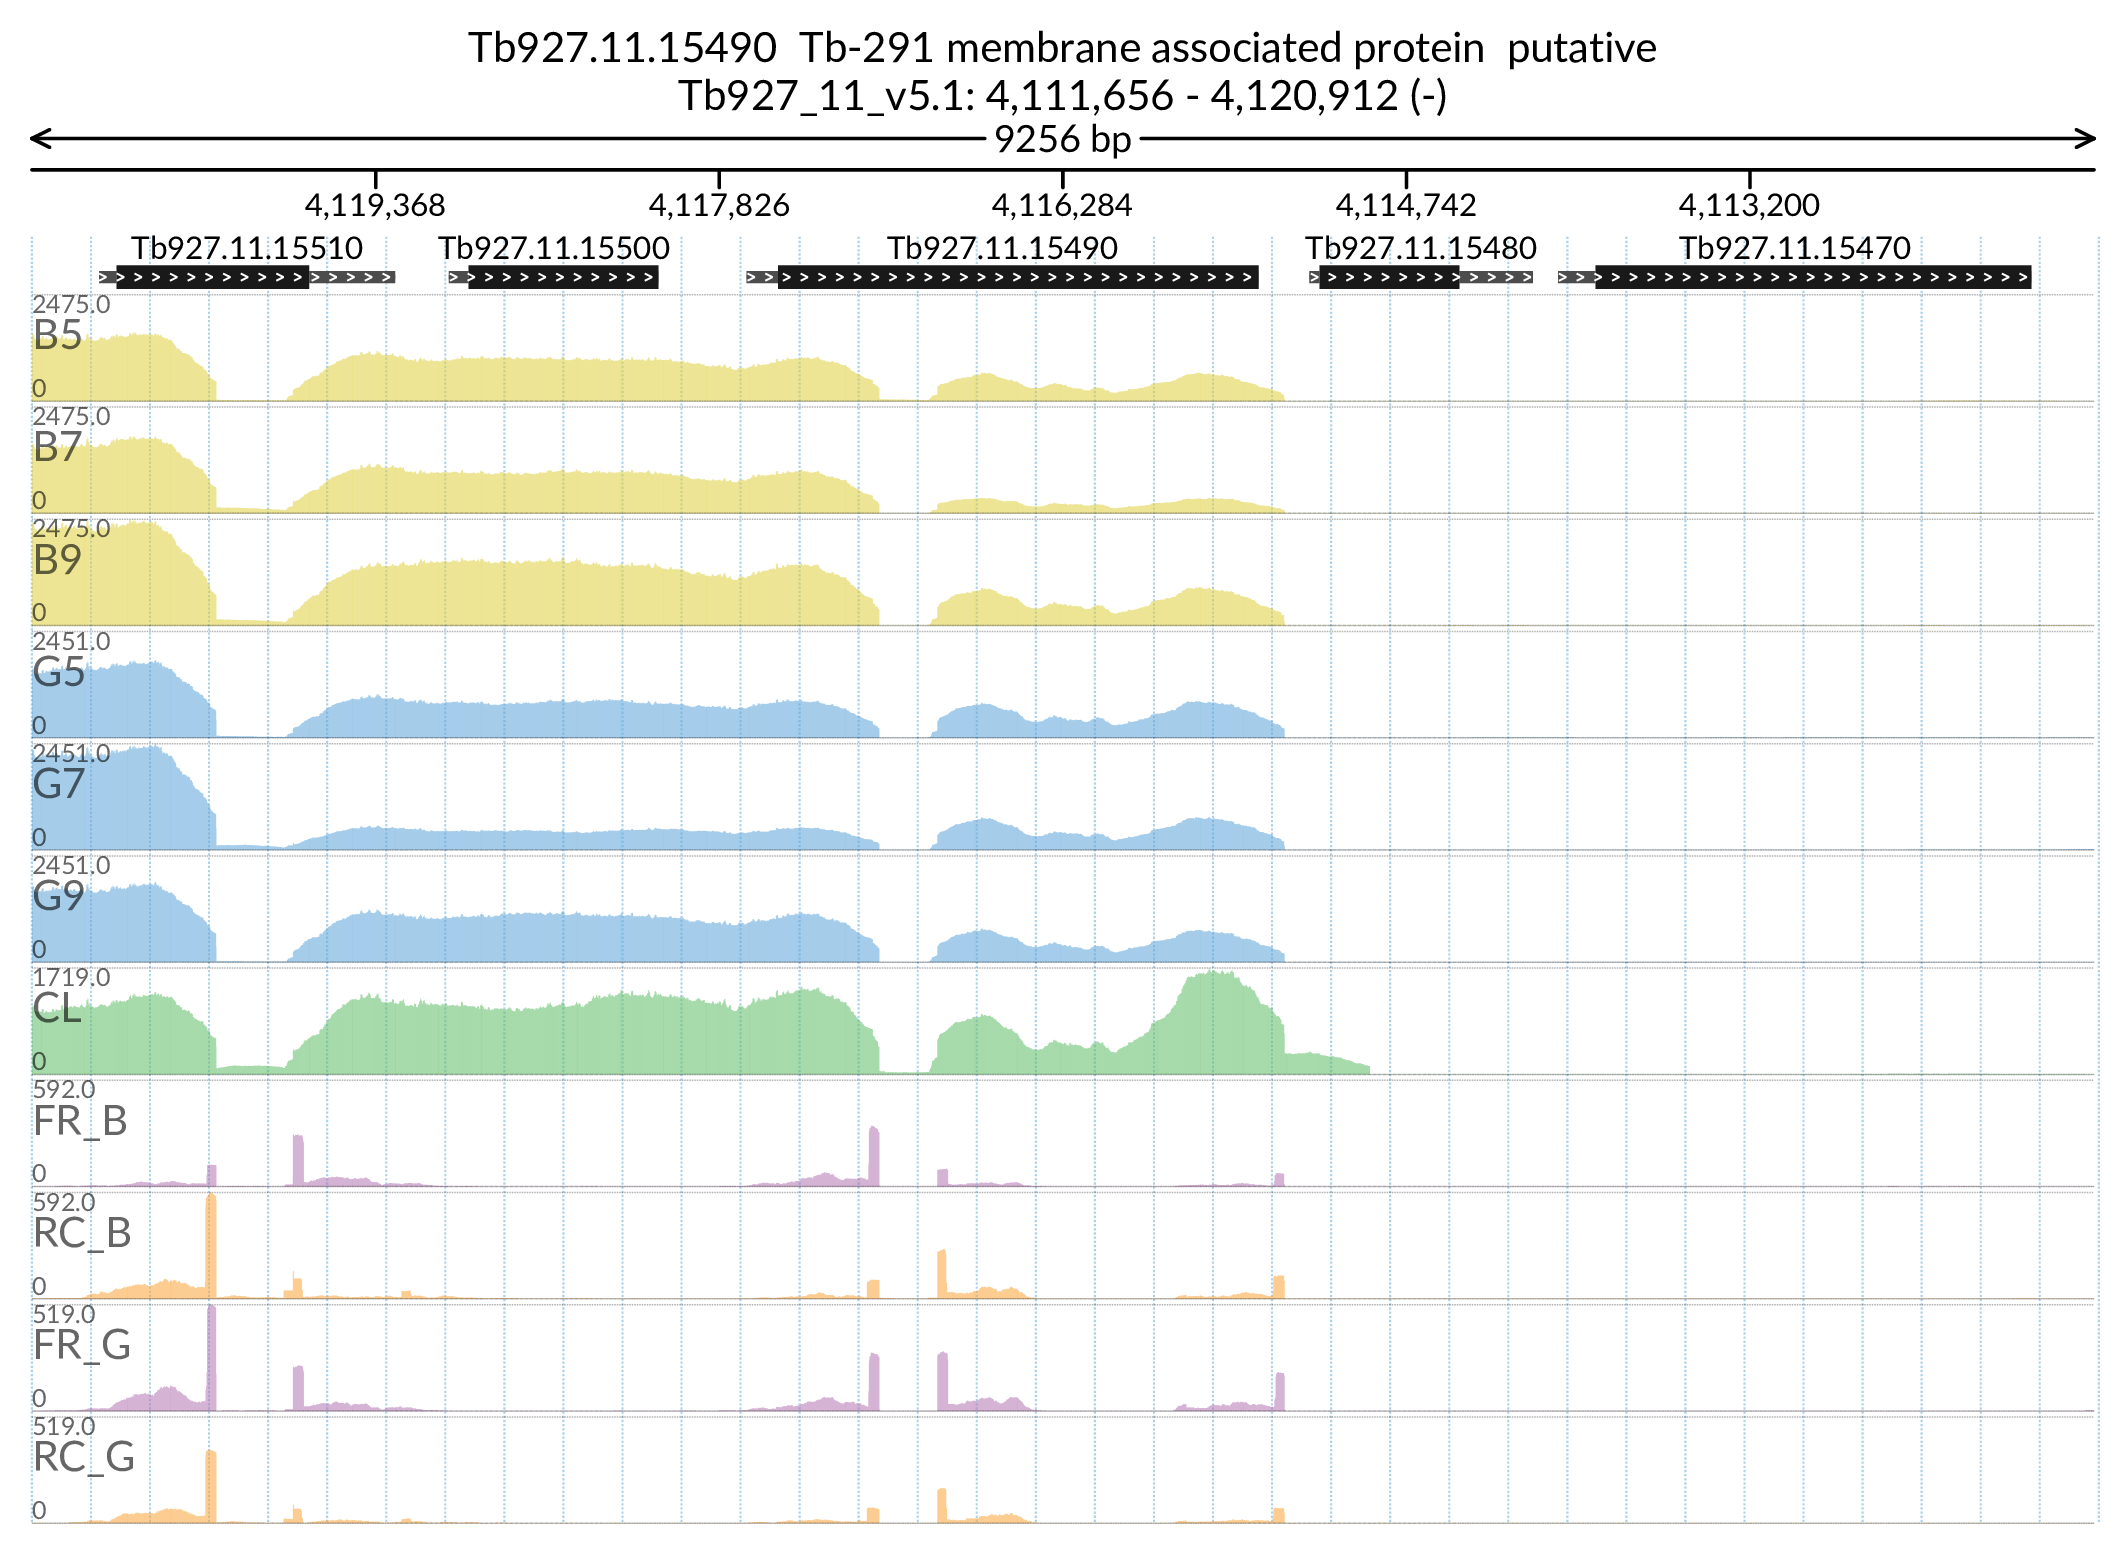 Tb927.11.15490  Tb-291 membrane associated protein  putative
Tb927_11_v5.1: 4,111,656 - 4,120,912 (-)
9256 bp
4,119,368 4,117,826 4,116,284 4,114,742 4,113,200
Tb927.11.15510 Tb927.11.15500 Tb927.11.15490 Tb927.11.15480 Tb927.11.15470
2475.0
B5
0
2475.0
B7
0
2475.0
B9
0
2451.0
G5
0
2451.0
G7
0
2451.0
G9
0
1719.0
CL
0
592.0
FR_B
0
592.0
RC_B
0
519.0
FR_G
0
519.0
RC_G
0